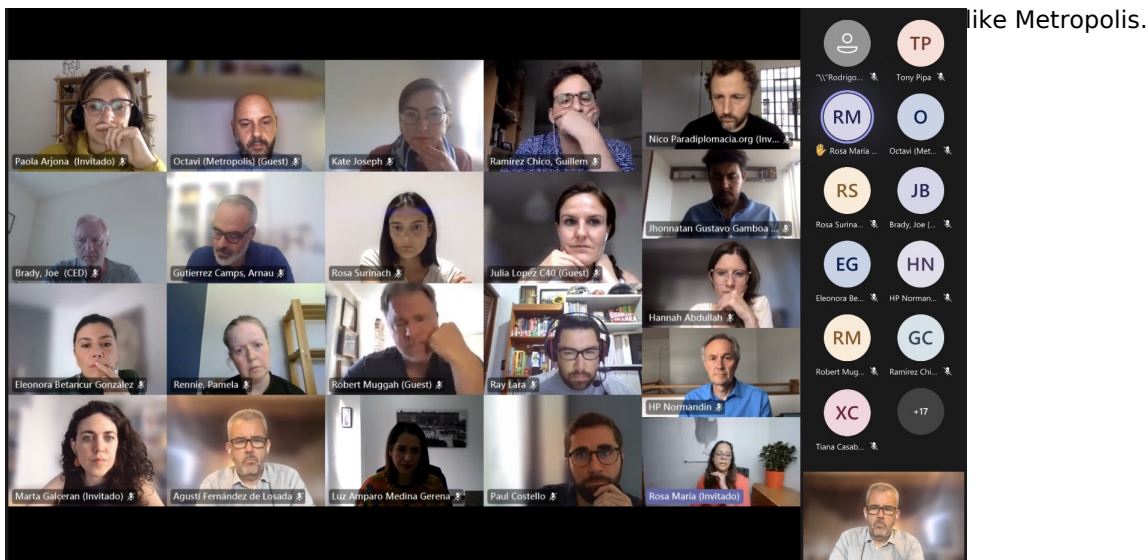 like Metropolis.
Paola Arjona (Invitado)
Octavi (Metropolis) (Guest)
Kate Joseph
Ramírez Chico, Guillem
Nico Paradiplomacia.org (Inv...
Brady, Joe (CED)
Gutierrez Camps, Arnau
Rosa Surinach
Julia Lopez C40 (Guest)
Jhonnatan Gustavo Gamboa ...
Hannah Abdullah
Eleonora Betancur González
Rennie, Pamela
Robert Muggah (Guest)
Ray Lara
HP Normandin
Marta Galceran (Invitado)
Agustí Fernández de Losada
Luz Amparo Medina Gerena
Paul Costello
Rosa María (Invitado)
TP
"\\"Rodrigo... Tony Pipa
RM O
Rosa María ... Octavi (Met...
RS JB
Rosa Surina... Brady, Joe (...
EG HN
Eleonora Be... HP Norman...
RM GC
Robert Mug... Ramírez Chi...
XC +17
Tiana Casab...